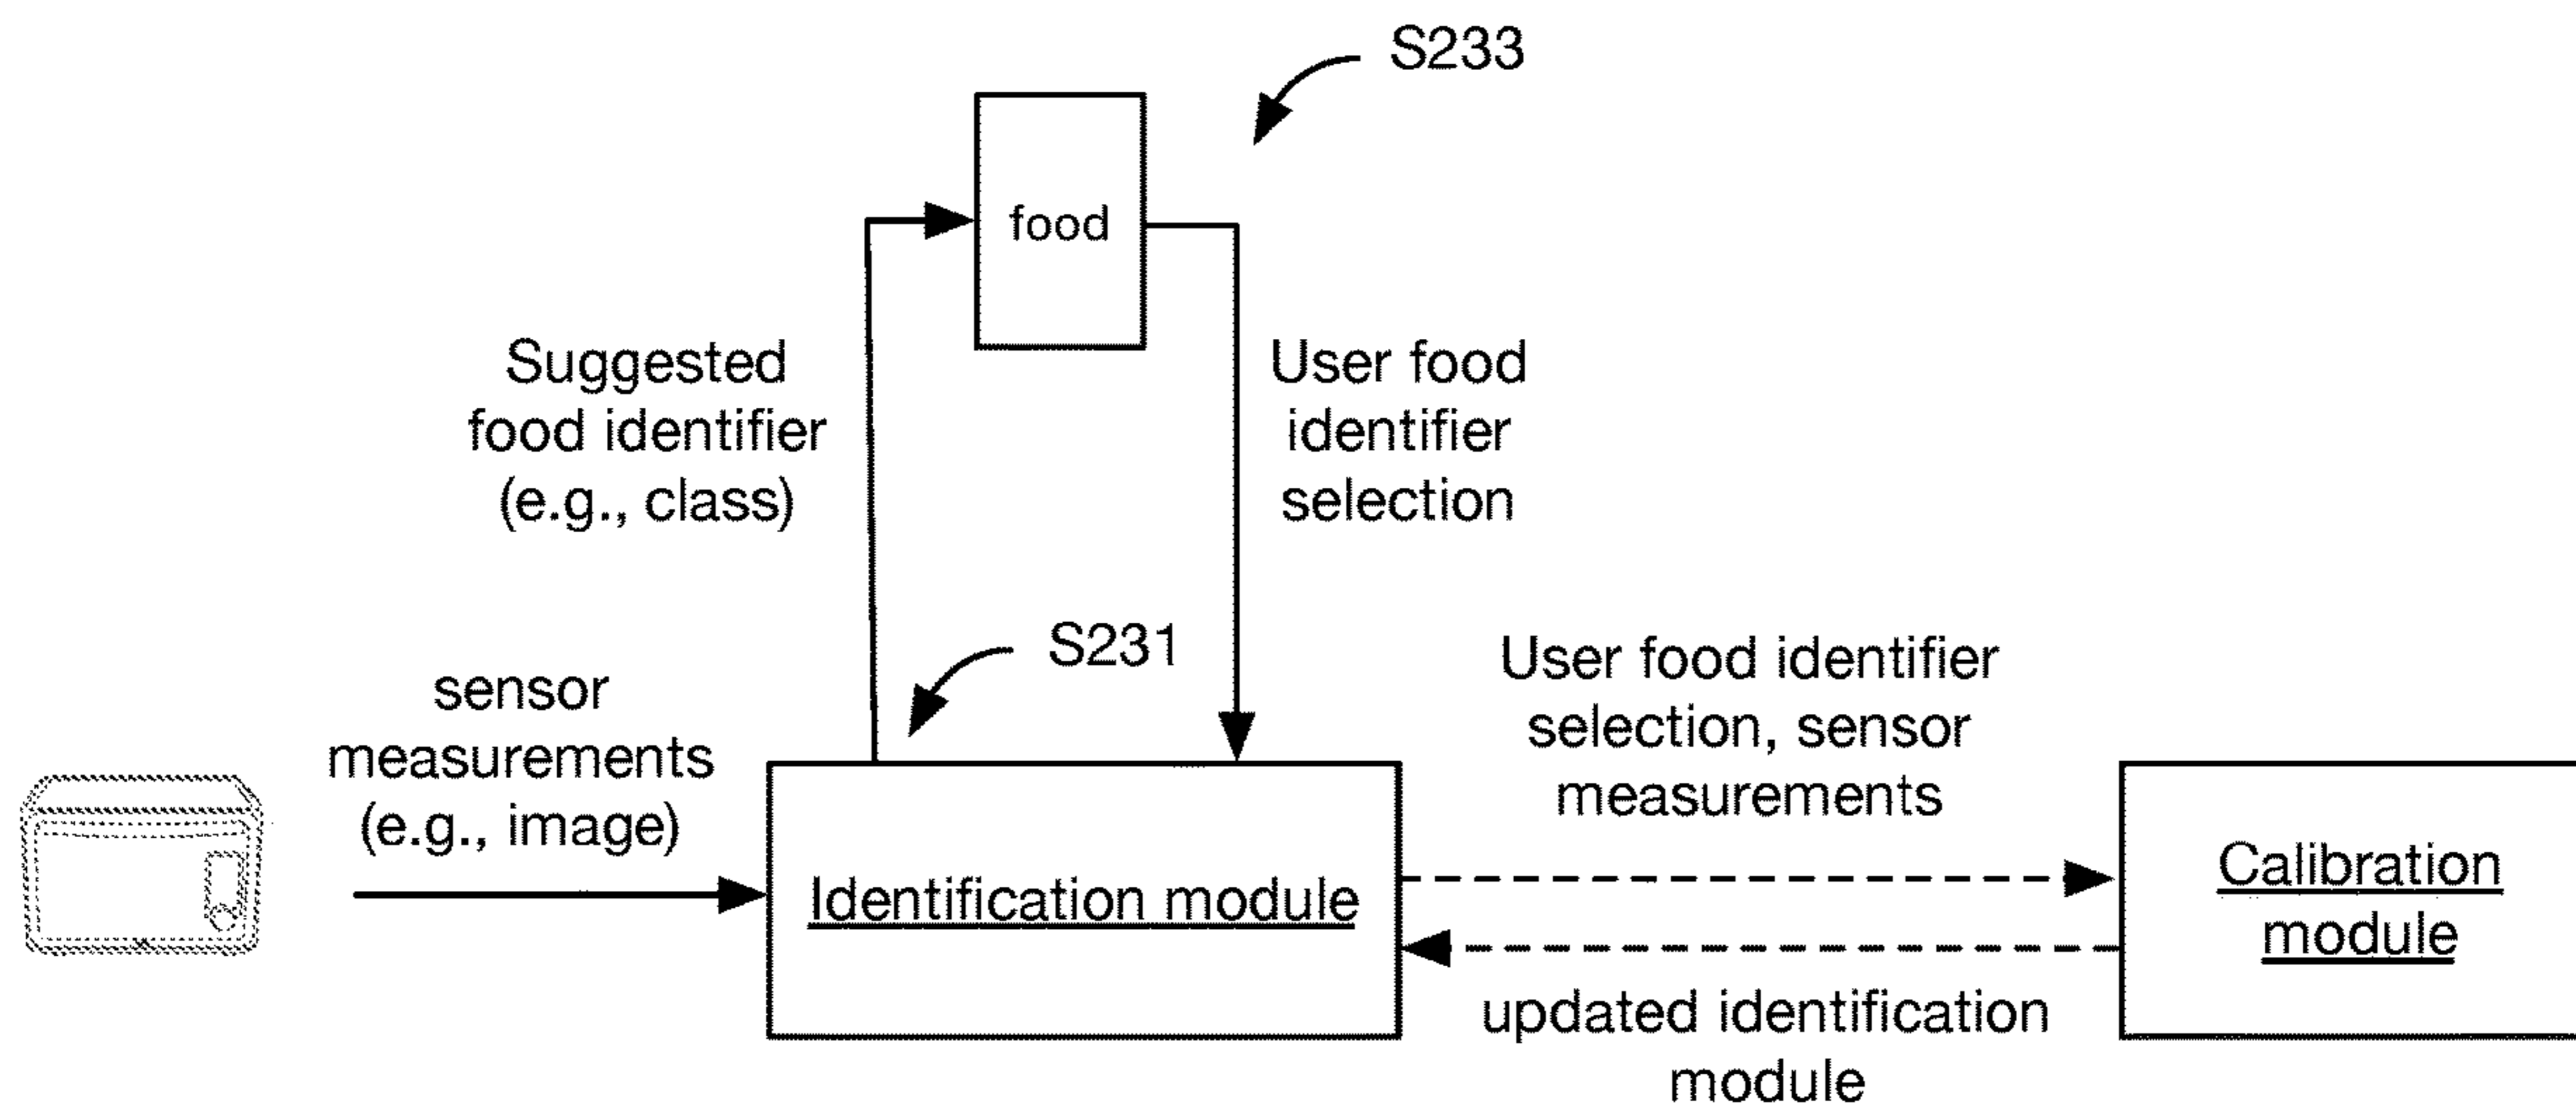 S233
food
Suggested
food identifier
(e.g., class)
User food
identifier
selection
S231
sensor
measurements
(e.g., image)
User food identifier
selection, sensor
measurements
Identification module
Calibration
module
updated identification
module